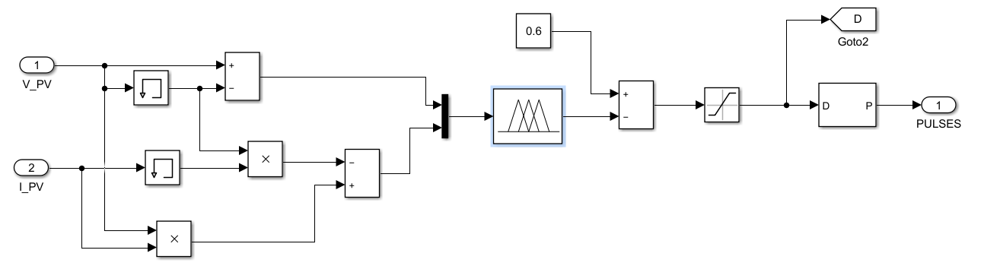 1
V_PV
+
−
2
I_PV
×
−
+
×
0.6
+
−
D
Goto2
D P
1
PULSES